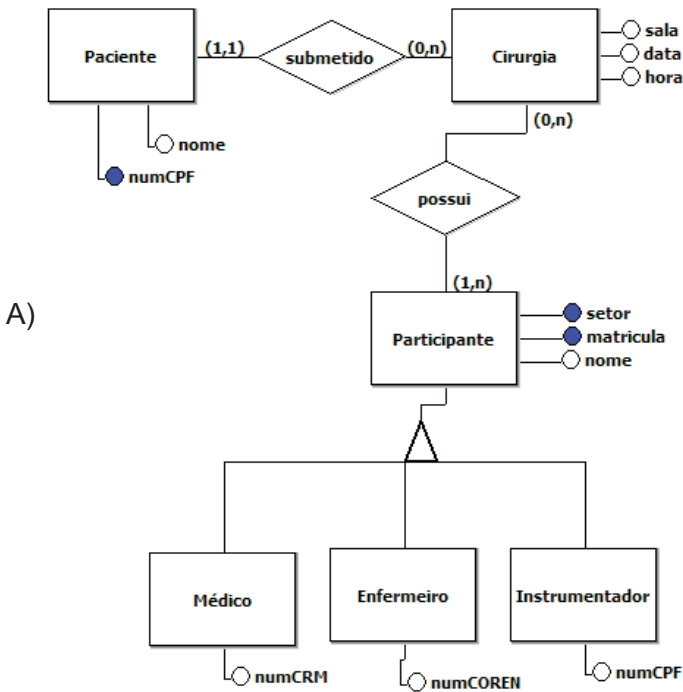 Paciente
(1,1)
submetido
(0,n)
Cirurgia
sala
data
hora
nome
numCPF
(0,n)
possui
(1,n)
A)
Participante
setor
matricula
nome
Médico
Enfermeiro
Instrumentador
numCRM
numCOREN
numCPF